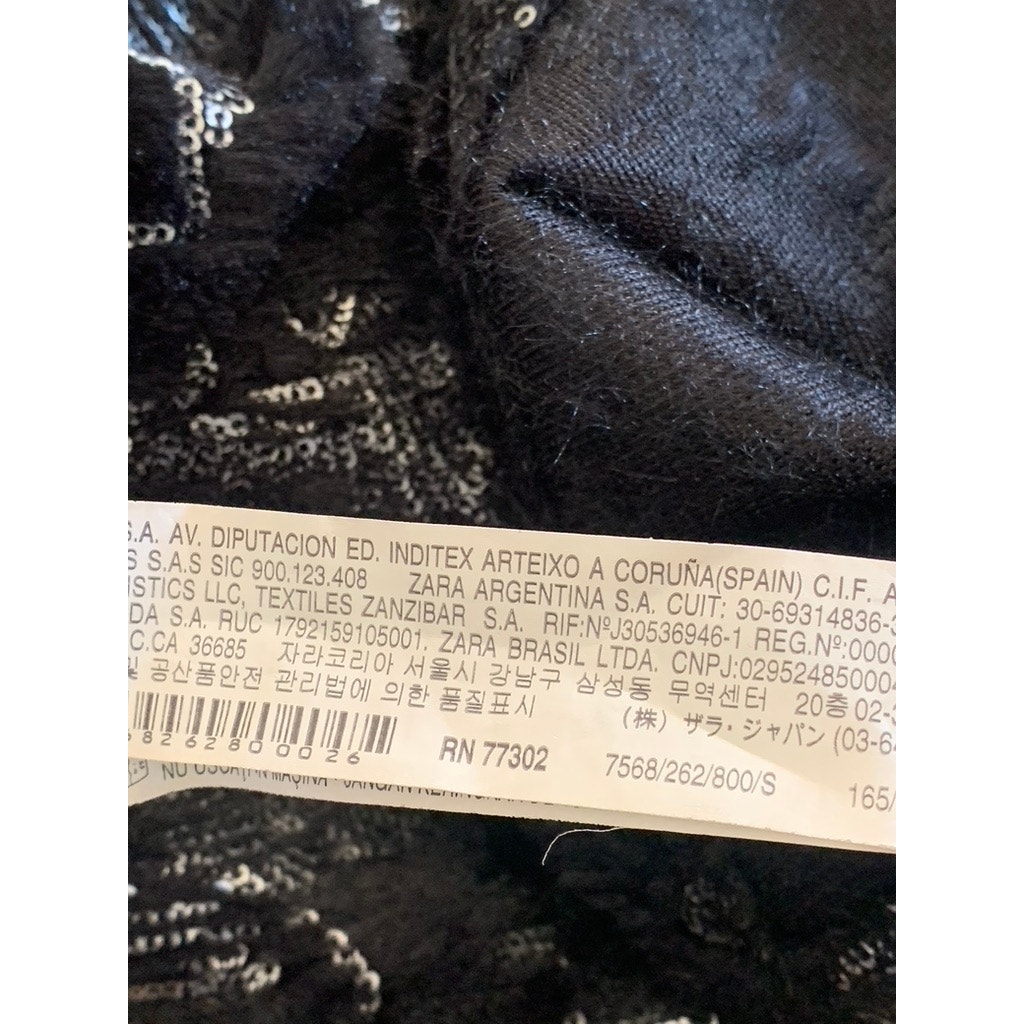 S.A. AV. DIPUTACION ED. INDITEX ARTEIXO A CORUÑA(SPAIN) C.I.F. A
S S.A.S SIC 900.123.408 ZARA ARGENTINA S.A. CUIT: 30-69314836-3
ISTICS LLC, TEXTILES ZANZIBAR S.A. RIF:NºJ30536946-1 REG.Nº:0000
DA S.A. RUC 1792159105001. ZARA BRASIL LTDA. CNPJ:02952485000
C.CA 36685 자라코리아 서울시 강남구 삼성동 무역센터 20층 02-3
및 공산품안전 관리법에 의한 품질표시 (株) ザラ・ジャパン (03-64
6826280002 6 RN 77302 7568/262/800/S 165/